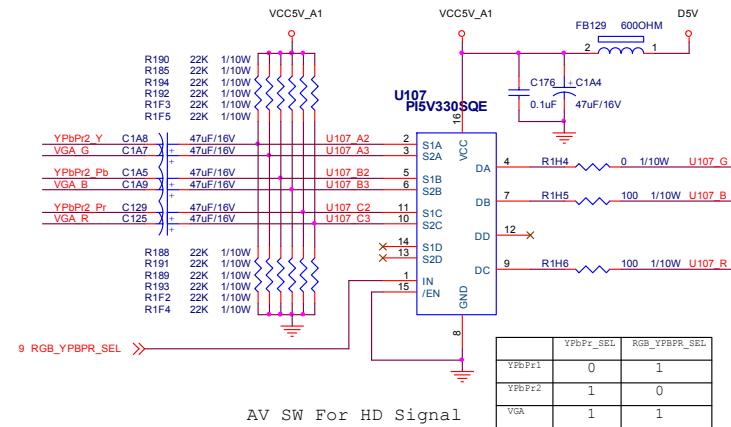 VCC5V_A1
VCC5V_A1
FB129 600OHM D5V
2 1
R190 22K 1/10W
R185 22K 1/10W
R194 22K 1/10W
R192 22K 1/10W
R1F3 22K 1/10W
R1F5 22K 1/10W
U107
PI5V330SQE
C176
0.1uF
+ C1A4
47uF/16V
16
VCC
YPbPr2_Y C1A8 47uF/16V U107_A2 2 S1A
VGA_G C1A7 + 47uF/16V U107_A3 3 S2A
DA 4 R1H4 0 1/10W U107_G
YPbPr2_Pb C1A5 47uF/16V U107_B2 5 S1B
VGA_B C1A9 + 47uF/16V U107_B3 6 S2B
DB 7 R1H5 100 1/10W U107_B
YPbPr2_Pr C129 47uF/16V U107_C2 11 S1C
VGA_R C125 + 47uF/16V U107_C3 10 S2C
DD 12
14 S1D
13 S2D
DC 9 R1H6 100 1/10W U107_R
R188 22K 1/10W
R191 22K 1/10W
R189 22K 1/10W
R193 22K 1/10W
R1F2 22K 1/10W
R1F4 22K 1/10W
1 IN
15 /EN
GND
8
9 RGB_YPBPR_SEL
YPbPr_SEL RGB_YPBPR_SEL
YPbPr1 0 1
YPbPr2 1 0
VGA 1 1
AV SW For HD Signal